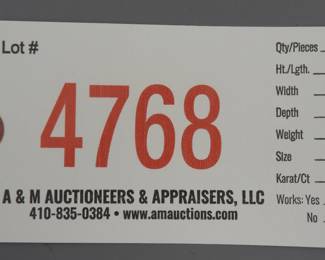 Lot #
4768
A & M AUCTIONEERS & APPRAISERS, LLC
410-835-0384 • www.amauctions.com
Qty/Pieces
Ht./Lgth.
Width
Depth
Weight
Size
Karat/Ct
Works: Yes
No